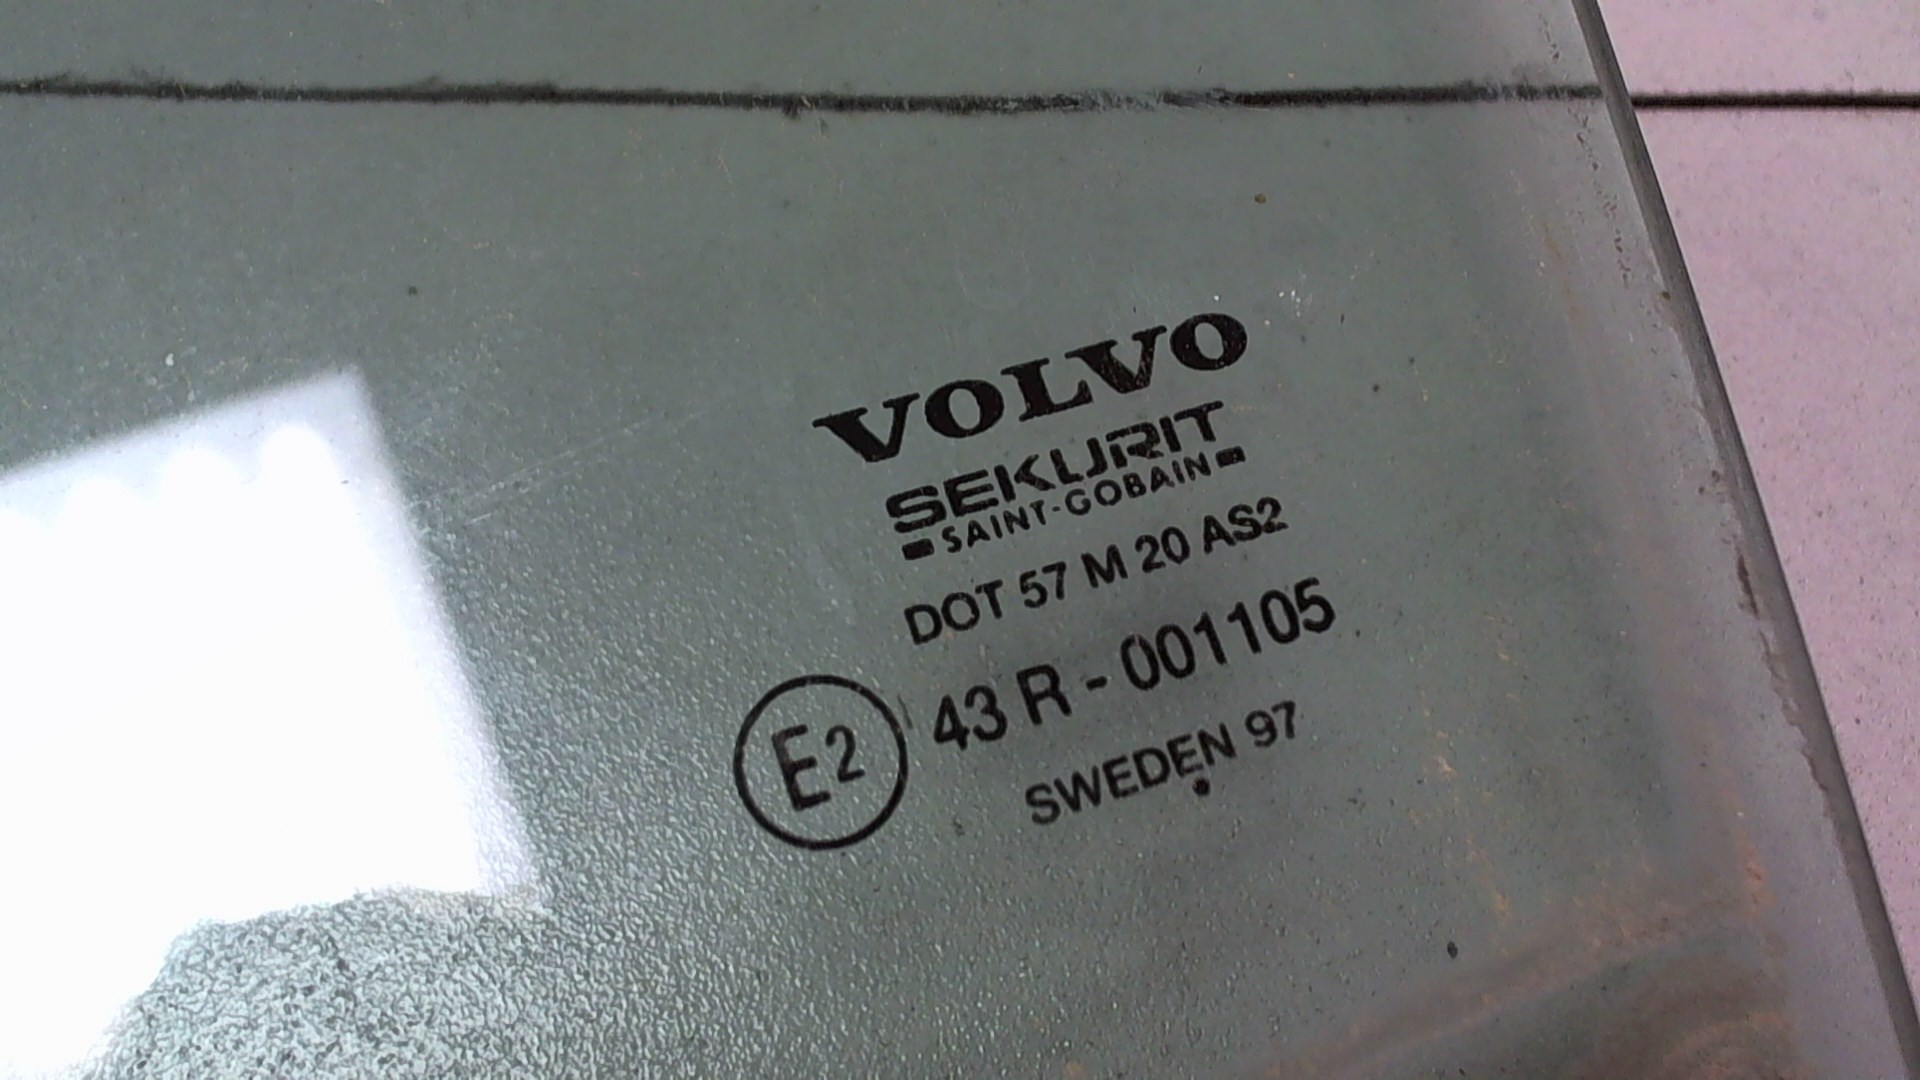 VOLVO
SEKURIT
SAINT-GOBAIN
DOT 57 M 20 AS2
E2 43 R - 001105
SWEDEN 97